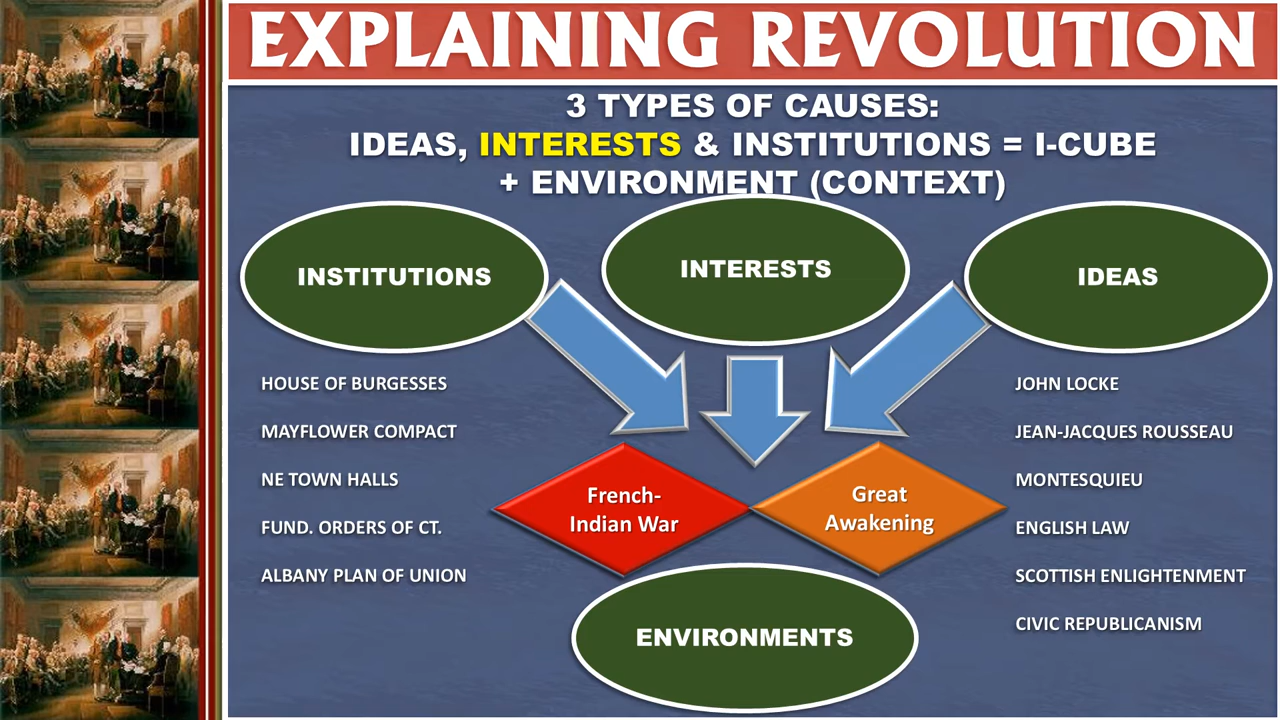 EXPLAINING REVOLUTION
3 TYPES OF CAUSES:
IDEAS, INTERESTS & INSTITUTIONS = I-CUBE
+ ENVIRONMENT (CONTEXT)
INSTITUTIONS
INTERESTS
IDEAS
HOUSE OF BURGESSES
MAYFLOWER COMPACT
NE TOWN HALLS
FUND. ORDERS OF CT.
ALBANY PLAN OF UNION
French-
Indian War
Great
Awakening
JOHN LOCKE
JEAN-JACQUES ROUSSEAU
MONTESQUIEU
ENGLISH LAW
SCOTTISH ENLIGHTENMENT
CIVIC REPUBLICANISM
ENVIRONMENTS